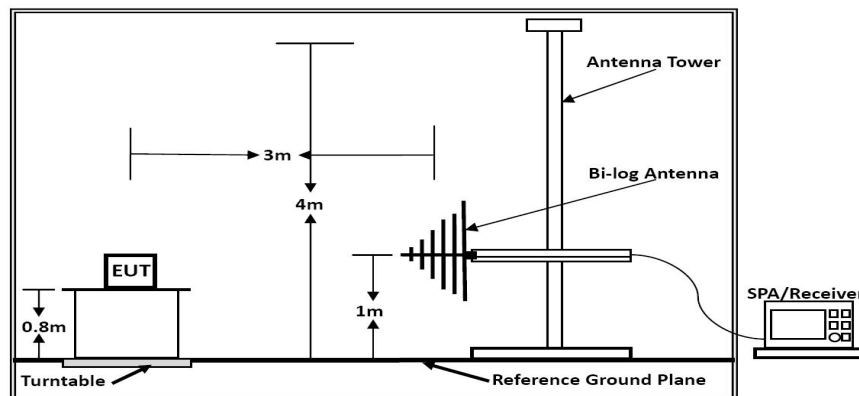 Antenna Tower
3m
Bi-log Antenna
4m
EUT
1m
0.8m
SPA/Receiver
Turntable
Reference Ground Plane